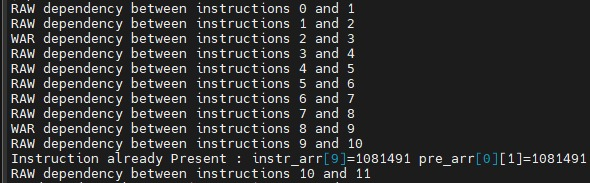 RAW dependency between instructions 0 and 1
RAW dependency between instructions 1 and 2
WAR dependency between instructions 2 and 3
RAW dependency between instructions 3 and 4
RAW dependency between instructions 4 and 5
RAW dependency between instructions 5 and 6
RAW dependency between instructions 6 and 7
RAW dependency between instructions 7 and 8
WAR dependency between instructions 8 and 9
RAW dependency between instructions 9 and 10
Instruction already Present : instr_arr[9]=1081491 pre_arr[0][1]=1081491
RAW dependency between instructions 10 and 11